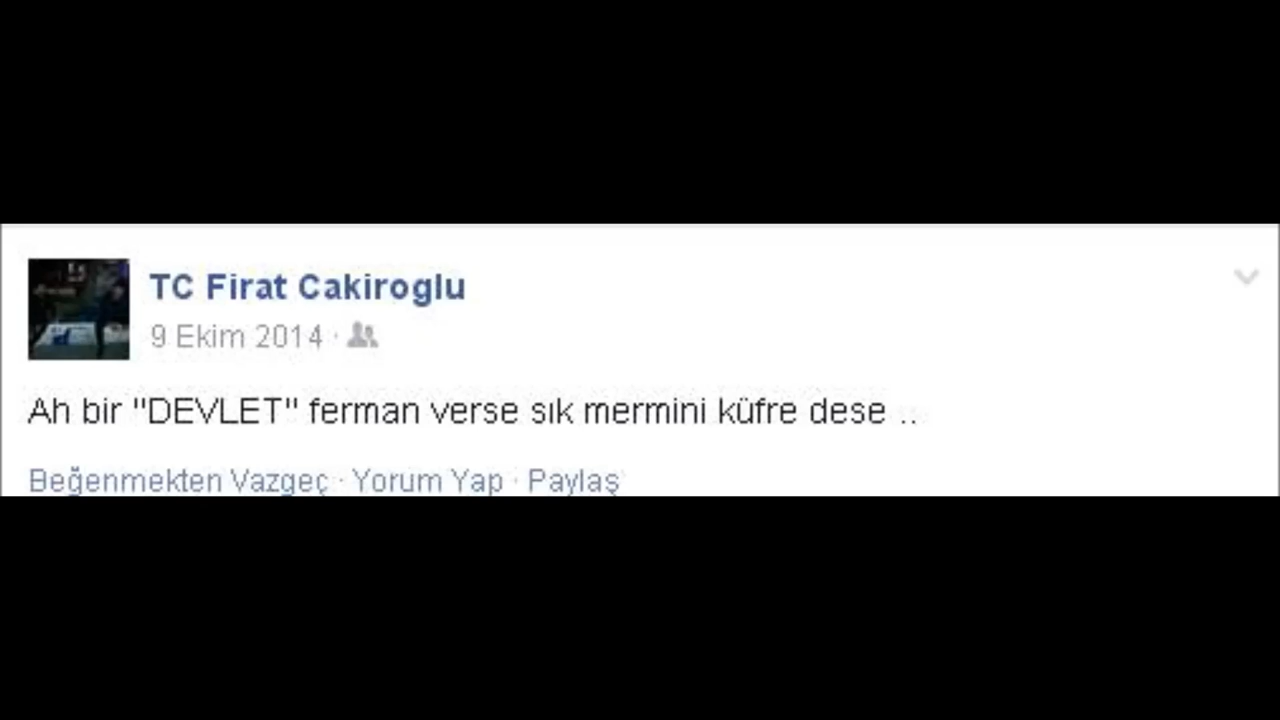 TC Firat Cakiroglu
9 Ekim 2014 ·
Ah bir "DEVLET" ferman verse sık mermini küfre dese ..
Beğenmekten Vazgeç · Yorum Yap · Paylaş